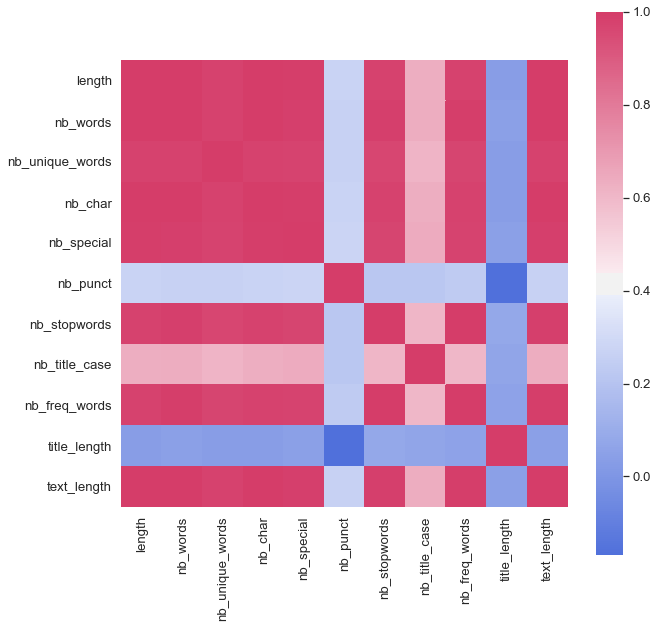 length
nb_words
nb_unique_words
nb_char
nb_special
nb_punct
nb_stopwords
nb_title_case
nb_freq_words
title_length
text_length
length
nb_words
nb_unique_words
nb_char
nb_special
nb_punct
nb_stopwords
nb_title_case
nb_freq_words
title_length
text_length
1.0
0.8
0.6
0.4
0.2
0.0